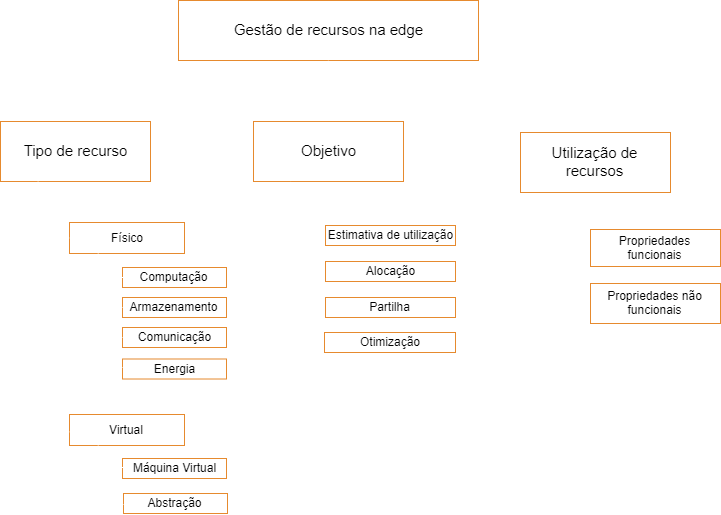 Gestão de recursos na edge
Tipo de recurso
Físico
Computação
Armazenamento
Comunicação
Energia
Virtual
Máquina Virtual
Abstração
Objetivo
Estimativa de utilização
Alocação
Partilha
Otimização
Utilização de
recursos
Propriedades
funcionais
Propriedades não
funcionais